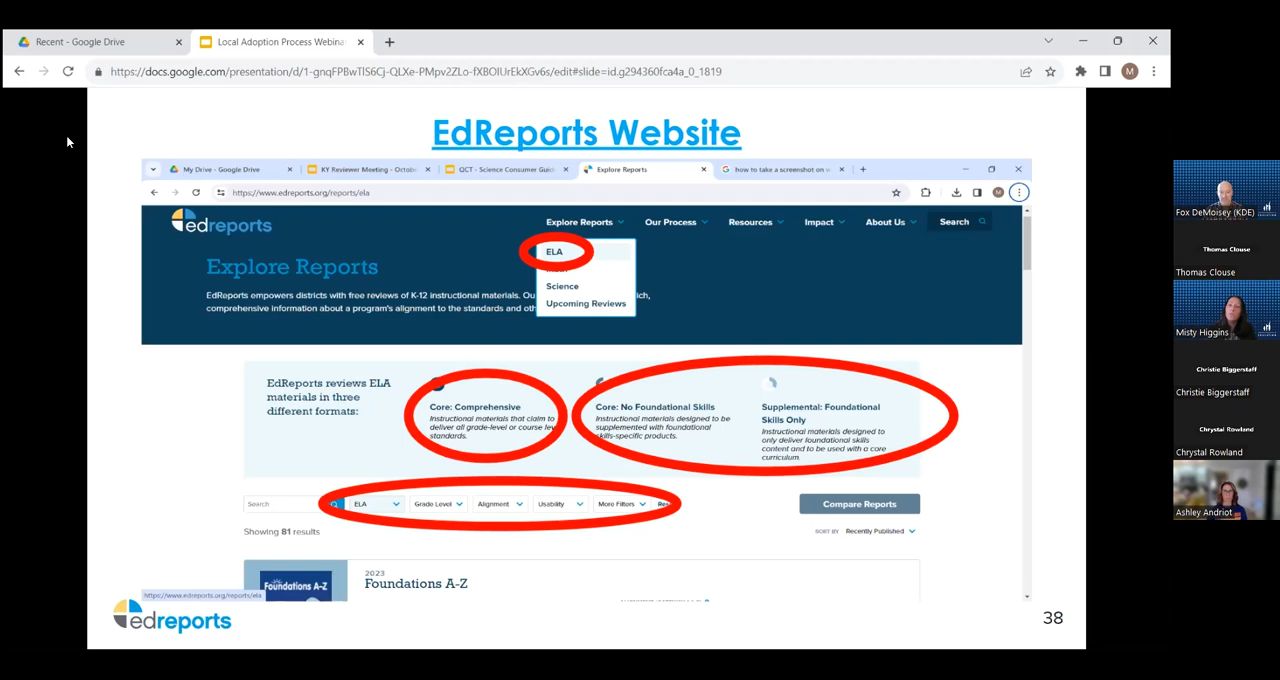 Recent - Google Drive
Local Adoption Process Webina
https://docs.google.com/presentation/d/1-gnqFPBwTlS6Cj-QLXe-PMpv2ZLo-fXBOIUrEkXGv6s/edit#slide=id.g294360fca4a_0_1819
M
EdReports Website
My Drive - Google Drive
KY Reviewer Meeting - Octob
QCT - Science Consumer Guid
Explore Reports
how to take a screenshot on w
https://www.edreports.org/reports/ela
M
edreports
Explore Reports
Our Process
Resources
Impact
About Us
Search
ELA
Science
Upcoming Reviews
Explore Reports
EdReports empowers districts with free reviews of K-12 instructional materials. Ou
ich,
comprehensive information about a program's alignment to the standards and oth
EdReports reviews ELA
materials in three
different formats:
Core: Comprehensive
Instructional materials that claim to
deliver all grade-level or course lev
standards.
Core: No Foundational Skills
Instructional materials designed to be
supplemented with foundational
skills-specific products.
Supplemental: Foundational
Skills Only
Instructional materials designed to
only deliver foundational skills
content and to be used with a core
curriculum.
Search
ELA
Grade Level
Alignment
Usability
More Filters
Compare Reports
Showing 81 results
SORT BY Recently Published
Foundations A-Z
2023
Foundations A-Z
https://www.edreports.org/reports/ela
edreports
38
Fox DeMoisey (KDE)
Thomas Clouse
Thomas Clouse
Misty Higgins
Christie Biggerstaff
Christie Biggerstaff
Chrystal Rowland
Chrystal Rowland
Ashley Andriot